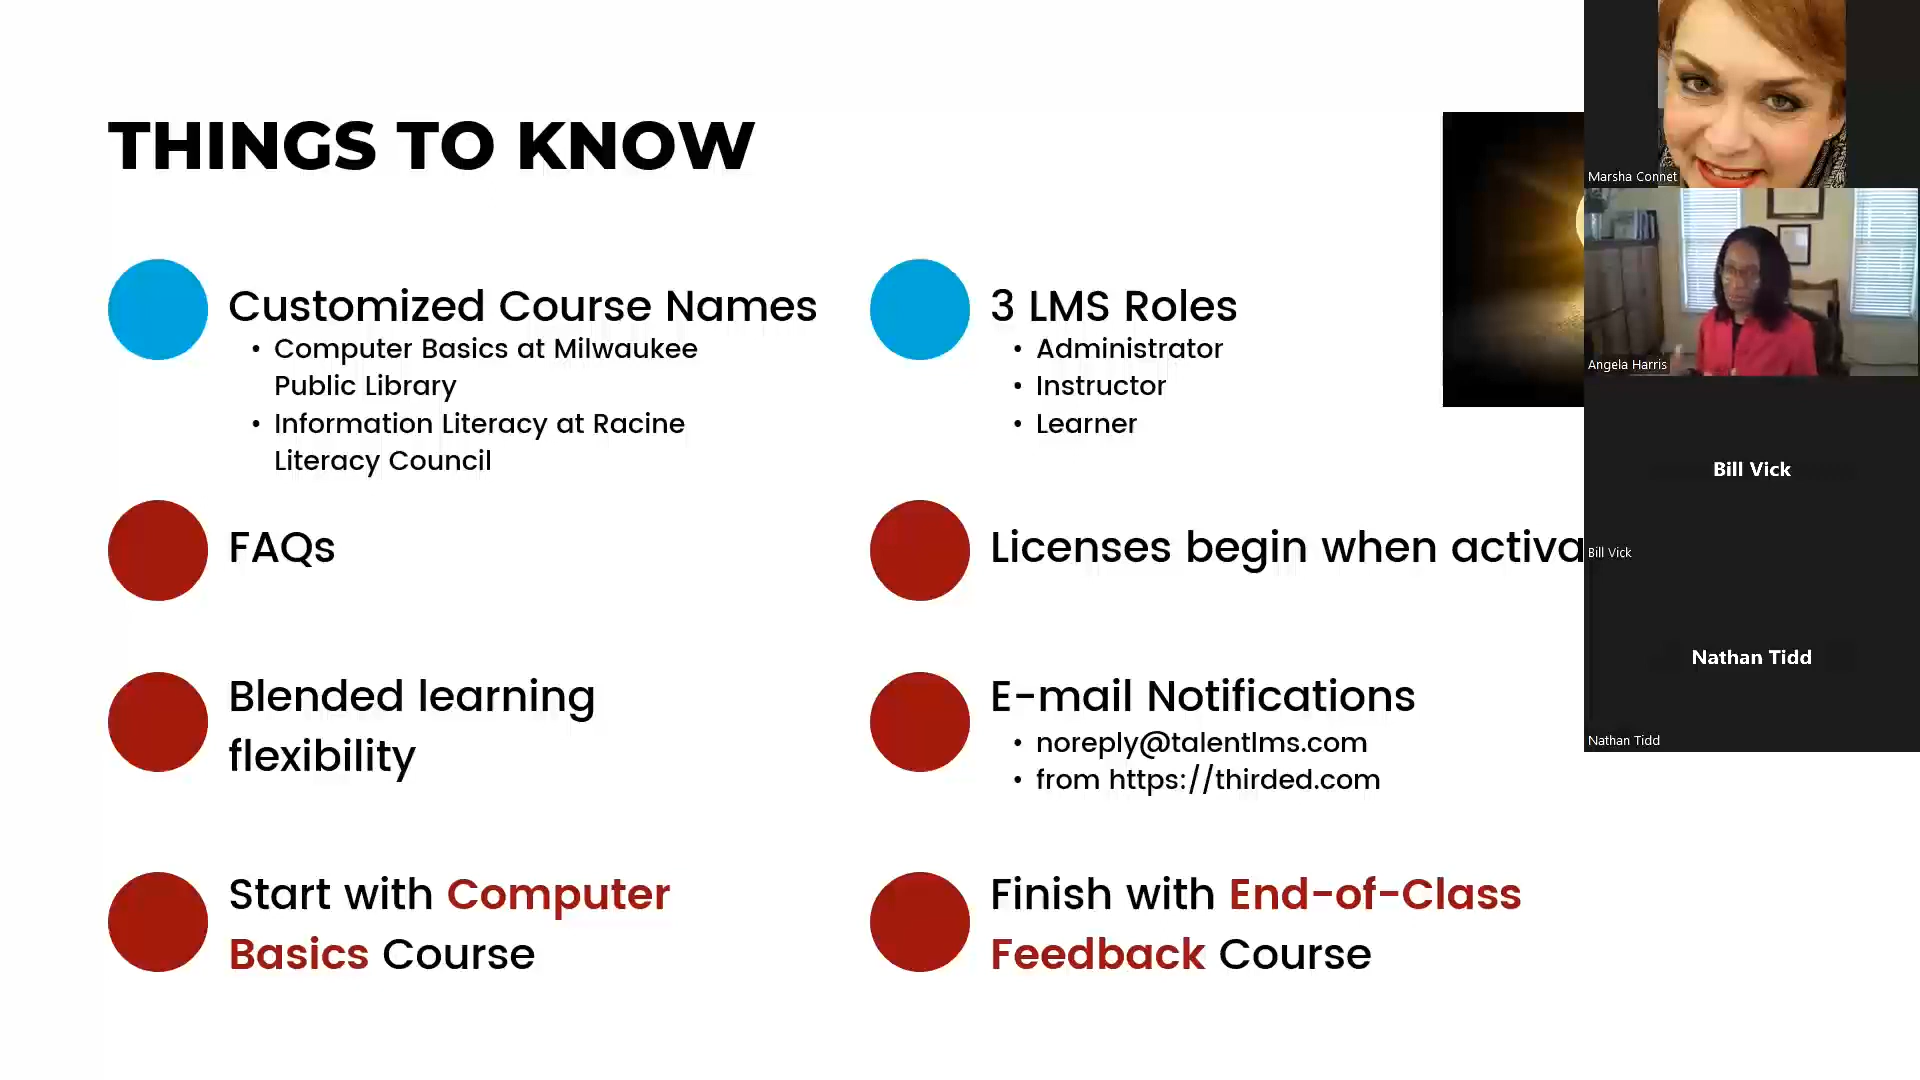 THINGS TO KNOW
Customized Course Names
• Computer Basics at Milwaukee
Public Library
• Information Literacy at Racine
Literacy Council
FAQs
Blended learning
flexibility
Start with Computer
Basics Course
3 LMS Roles
• Administrator
• Instructor
• Learner
Licenses begin when activa
E-mail Notifications
• noreply@talentlms.com
• from https://thirded.com
Finish with End-of-Class
Feedback Course
Marsha Connet
Angela Harris
Bill Vick
Bill Vick
Nathan Tidd
Nathan Tidd